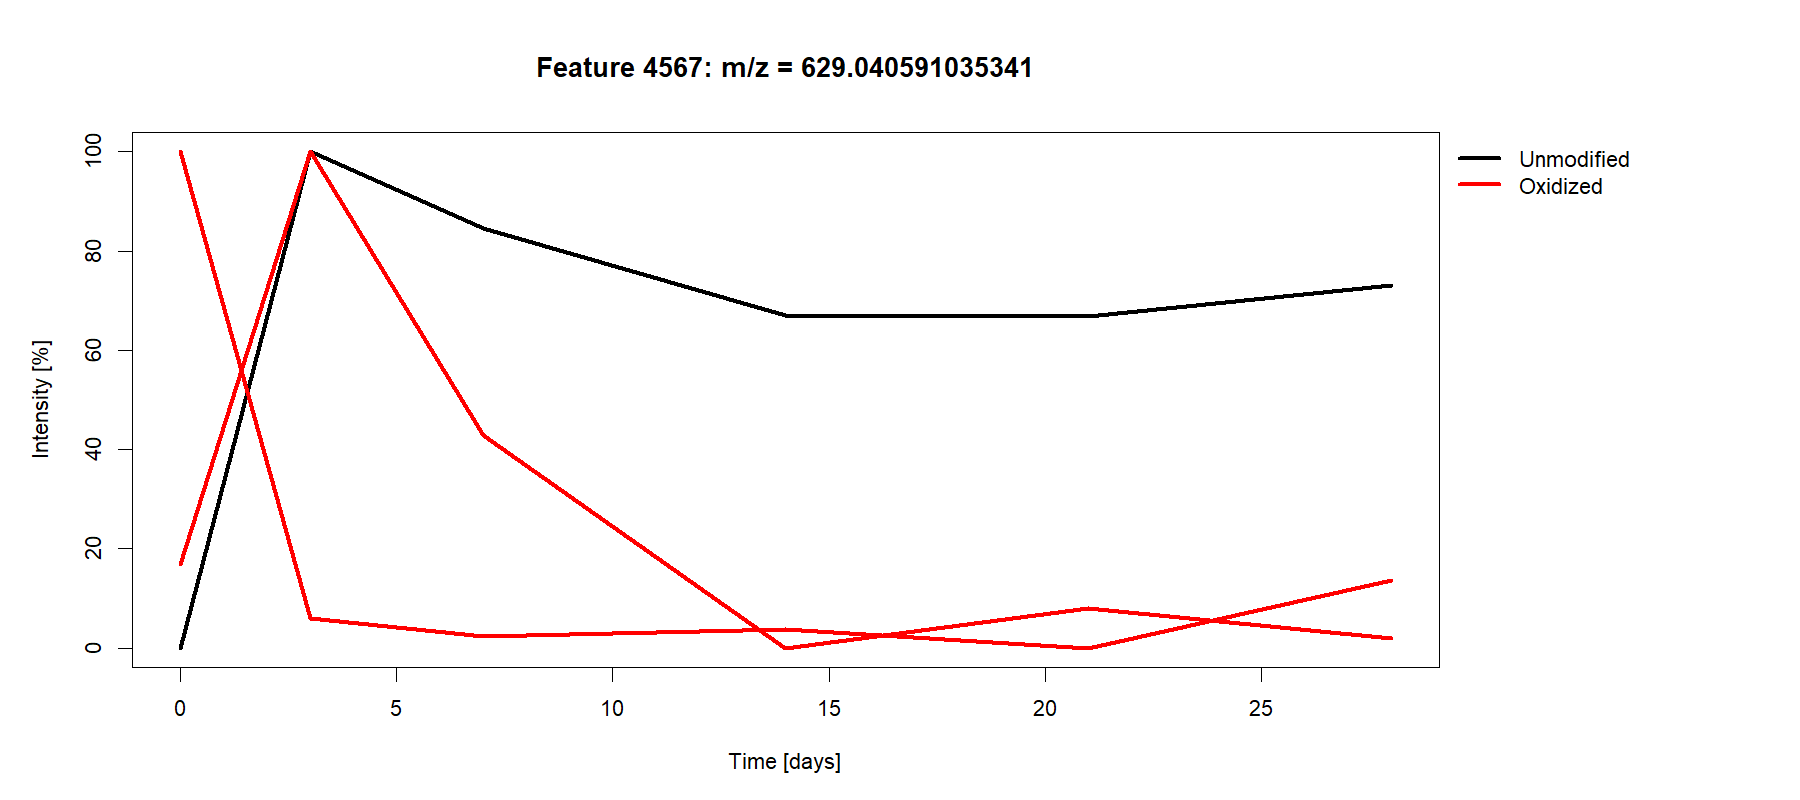 Feature 4567: m/z = 629.040591035341
100
80
60
40
20
0
Intensity [%]
0 5 10 15 20 25
Time [days]
Unmodified
Oxidized